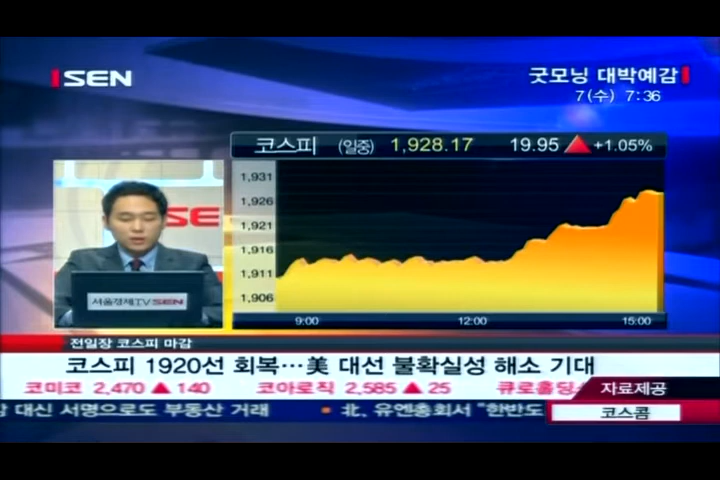 SEN
굿모닝 대박예감
7(수) 7:36
코스피 (일중) 1,928.17 19.95 ▲ +1.05%
1,931
1,926
1,921
1,916
1,911
1,906
9:00 12:00 15:00
SEN
서울경제TV SEN
전일장 코스피 마감
코스피 1920선 회복…美 대선 불확실성 해소 기대
코미코 2,470 ▲ 140 코아로직 2,585 ▲ 25 큐로홀딩스
자료제공
대신 서명으로도 부동산 거래 北, 유엔총회서 "한반도
코스콤